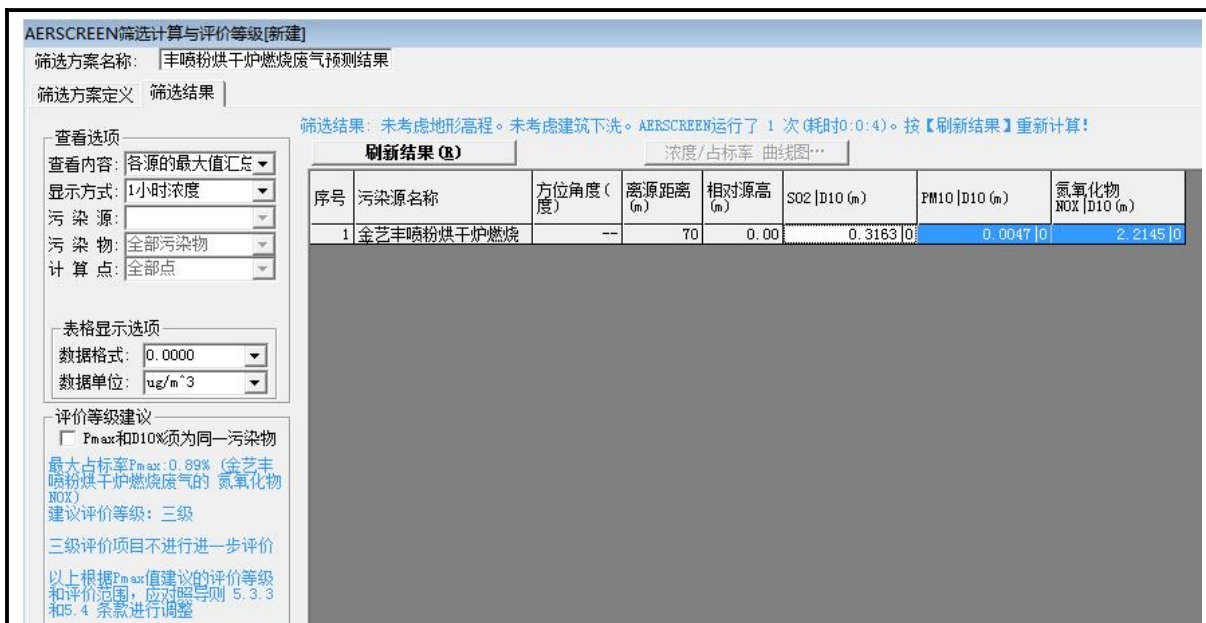 AERSCREEN筛选计算与评价等级[新建]
筛选方案名称: 丰喷粉烘干炉燃烧废气预测结果
筛选方案定义 筛选结果
筛选结果: 未考虑地形高程。未考虑建筑下洗。AERSCREEN运行了 1 次(耗时0:0:4)。按【刷新结果】重新计算!
刷新结果(R) 浓度/占标率 曲线图…
查看选项
查看内容: 各源的最大值汇总
显示方式: 1小时浓度
污 染 源:
污 染 物: 全部污染物
计 算 点: 全部点
序号 污染源名称 方位角度(度) 离源距离(m) 相对源高(m) SO2|D10(m) PM10|D10(m) 氮氧化物NOX|D10(m)
1 金艺丰喷粉烘干炉燃烧 -- 70 0.00 0.3163|0 0.0047|0 2.2145|0
表格显示选项
数据格式: 0.0000
数据单位: ug/m^3
评价等级建议
Pmax和D10%须为同一污染物
最大占标率Pmax:0.89% (金艺丰
喷粉烘干炉燃烧废气的 氮氧化物
NOX)
建议评价等级: 三级
三级评价项目不进行进一步评价
以上根据Pmax值建议的评价等级
和评价范围,应对照导则 5.3.3
和5.4 条款进行调整